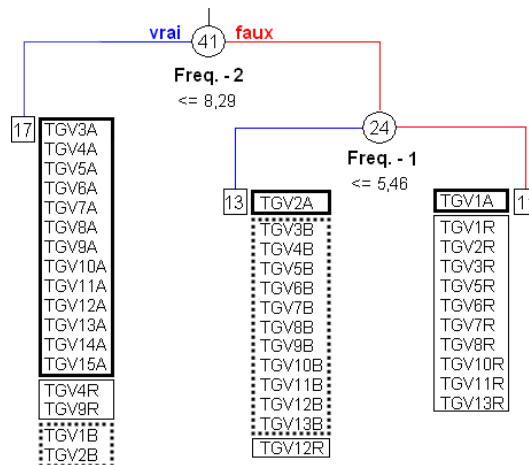 vrai 41 faux
Freq. - 2
<= 8,29
17
TGV3A
TGV4A
TGV5A
TGV6A
TGV7A
TGV8A
TGV9A
TGV10A
TGV11A
TGV12A
TGV13A
TGV14A
TGV15A
TGV4R
TGV9R
TGV1B
TGV2B
24
Freq. - 1
<= 5,46
13
TGV2A
TGV3B
TGV4B
TGV5B
TGV6B
TGV7B
TGV8B
TGV9B
TGV10B
TGV11B
TGV12B
TGV13B
TGV12R
TGV1A
11
TGV1R
TGV2R
TGV3R
TGV5R
TGV6R
TGV7R
TGV8R
TGV10R
TGV11R
TGV13R